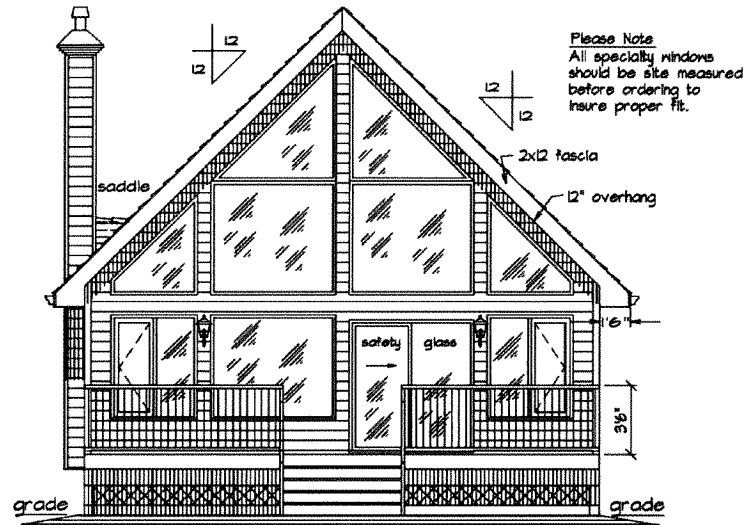 Please Note
All specialty windows
should be site measured
before ordering to
insure proper fit.
12
12
12
12
2x12 fascia
saddle
12" overhang
1'6"
safety glass
3'6"
grade
grade